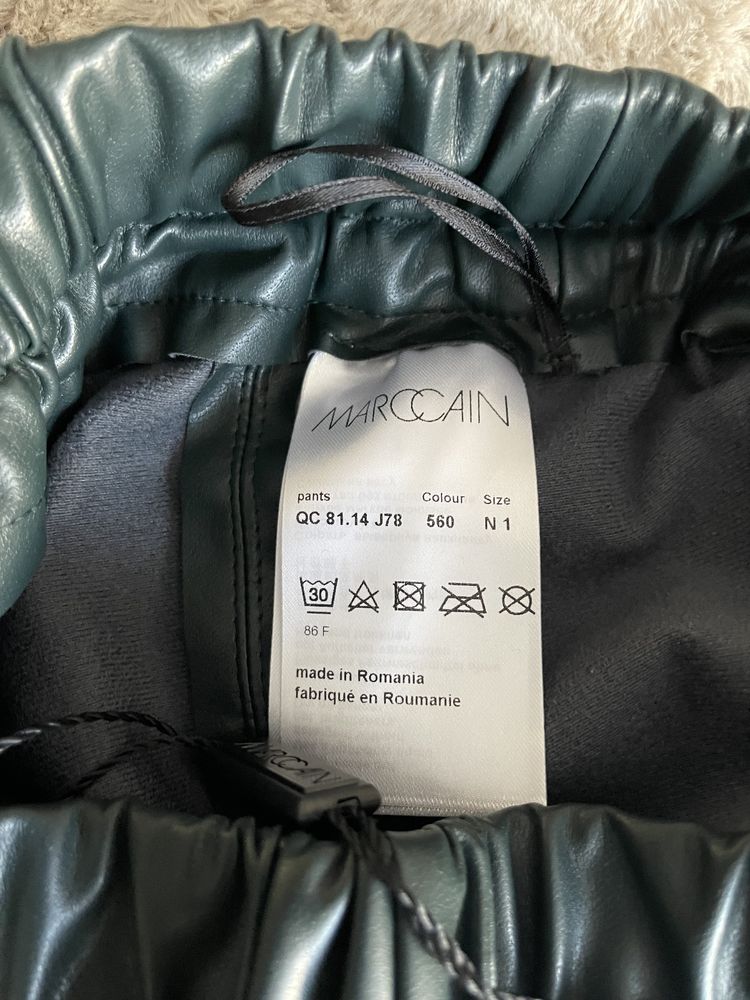 MARCCAIN
pants Colour Size
QC 81.14 J78 560 N 1
30
86 F
made in Romania
fabriqué en Roumanie
MARCCAIN